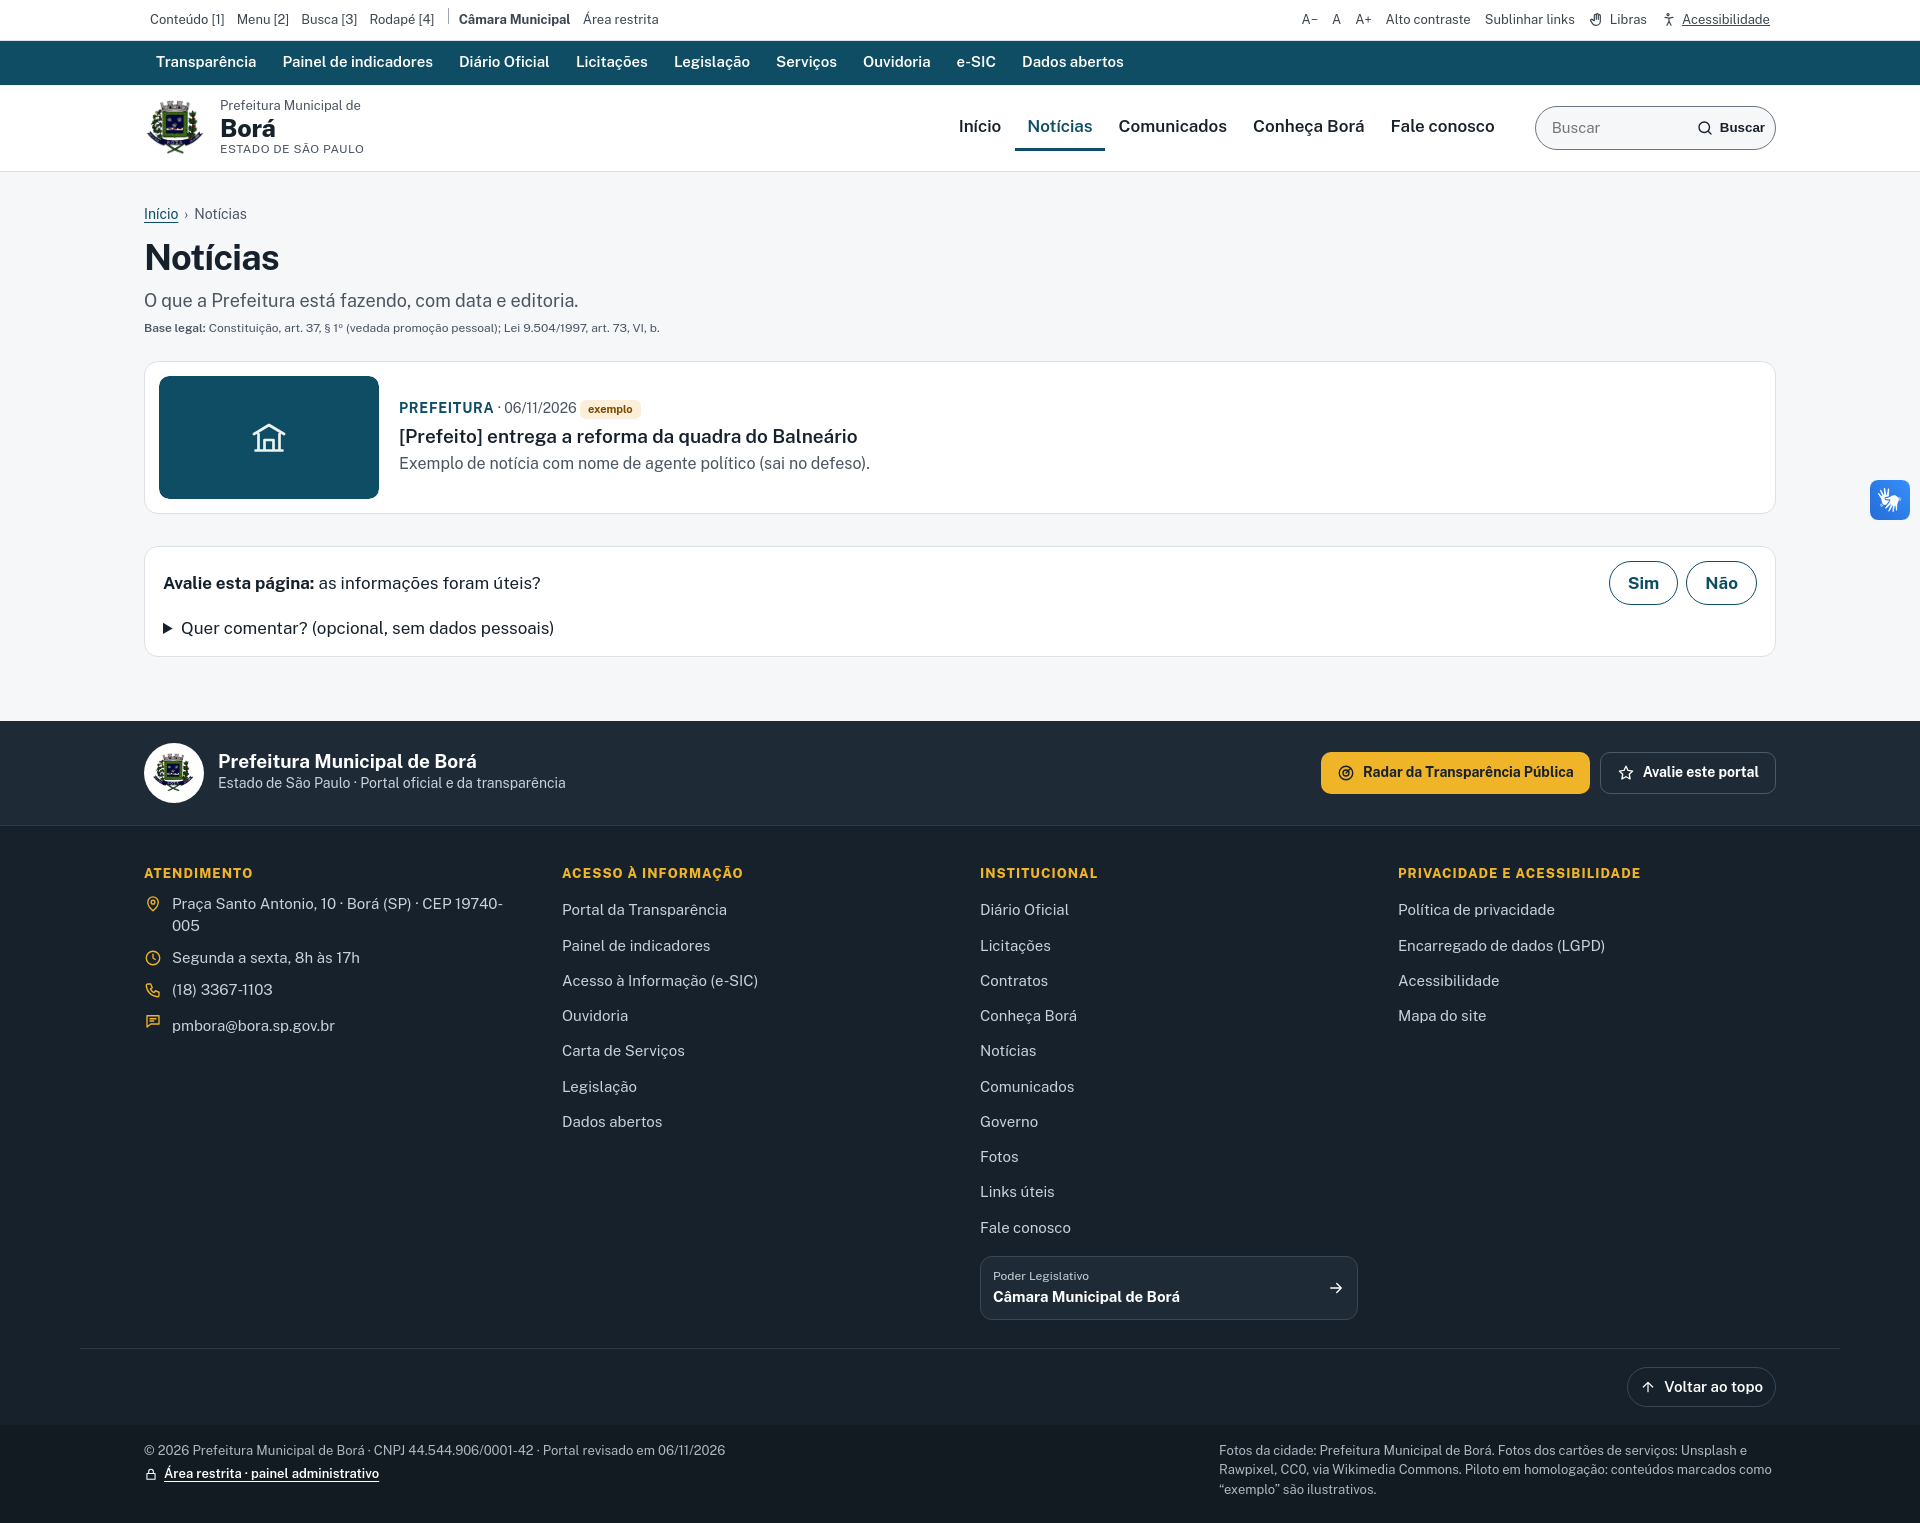 Conteúdo [1] Menu [2] Busca [3] Rodapé [4] Câmara Municipal Área restrita A− A A+ Alto contraste Sublinhar links Libras Acessibilidade
Transparência Painel de indicadores Diário Oficial Licitações Legislação Serviços Ouvidoria e-SIC Dados abertos
Prefeitura Municipal de
Borá
ESTADO DE SÃO PAULO
Início Notícias Comunicados Conheça Borá Fale conosco Buscar Buscar
Início › Notícias
Notícias
O que a Prefeitura está fazendo, com data e editoria.
Base legal: Constituição, art. 37, § 1º (vedada promoção pessoal); Lei 9.504/1997, art. 73, VI, b.
PREFEITURA · 06/11/2026 exemplo
[Prefeito] entrega a reforma da quadra do Balneário
Exemplo de notícia com nome de agente político (sai no defeso).
Avalie esta página: as informações foram úteis? Sim Não
Quer comentar? (opcional, sem dados pessoais)
Prefeitura Municipal de Borá
Estado de São Paulo · Portal oficial e da transparência
Radar da Transparência Pública Avalie este portal
ATENDIMENTO
Praça Santo Antonio, 10 · Borá (SP) · CEP 19740-
005
Segunda a sexta, 8h às 17h
(18) 3367-1103
pmbora@bora.sp.gov.br
ACESSO À INFORMAÇÃO
Portal da Transparência
Painel de indicadores
Acesso à Informação (e-SIC)
Ouvidoria
Carta de Serviços
Legislação
Dados abertos
INSTITUCIONAL
Diário Oficial
Licitações
Contratos
Conheça Borá
Notícias
Comunicados
Governo
Fotos
Links úteis
Fale conosco
Poder Legislativo
Câmara Municipal de Borá
PRIVACIDADE E ACESSIBILIDADE
Política de privacidade
Encarregado de dados (LGPD)
Acessibilidade
Mapa do site
Voltar ao topo
© 2026 Prefeitura Municipal de Borá · CNPJ 44.544.906/0001-42 · Portal revisado em 06/11/2026
Área restrita · painel administrativo
Fotos da cidade: Prefeitura Municipal de Borá. Fotos dos cartões de serviços: Unsplash e
Rawpixel, CC0, via Wikimedia Commons. Piloto em homologação: conteúdos marcados como
“exemplo” são ilustrativos.